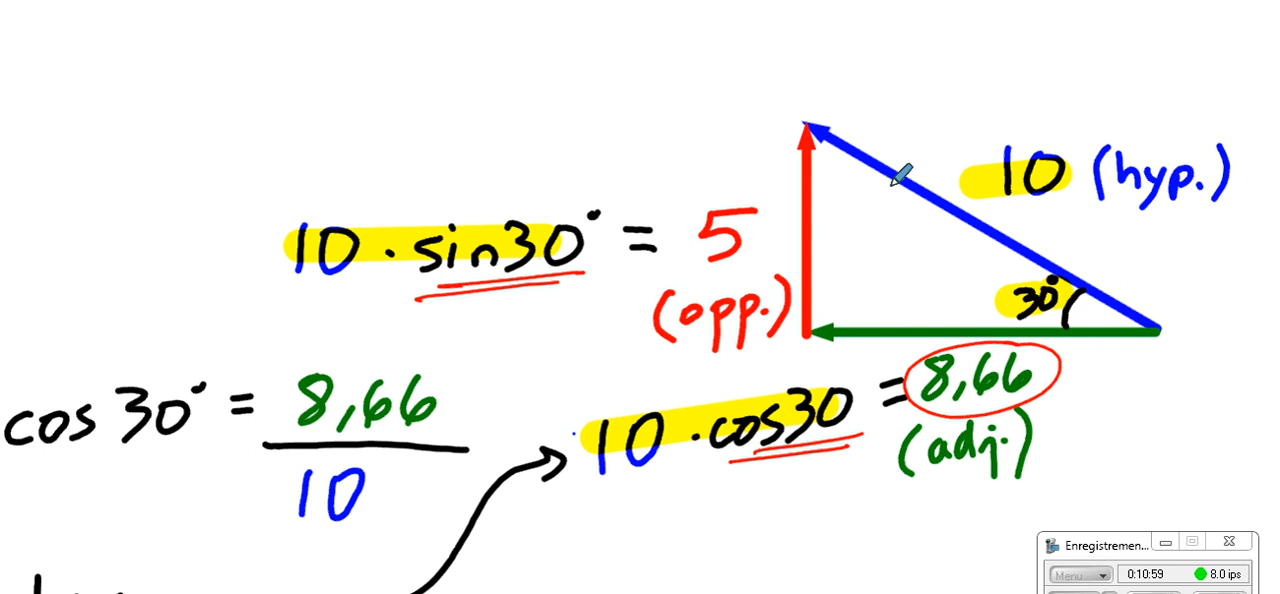 10 (hyp.)
10 · sin30° = 5
(opp.)
30°
cos 30° = 8,66 / 10
10 · cos30 = 8,66
(adj.)
Enregistremen...
Menu
0:10:59
8.0 ips